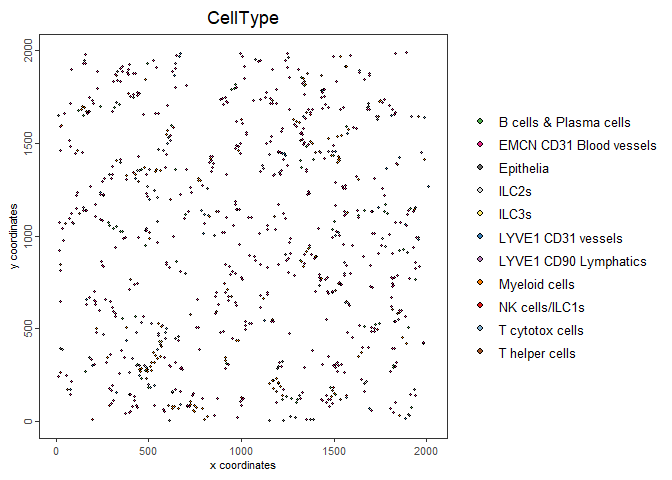 CellType
2000
1500
1000
500
0
y coordinates
0
500
1000
1500
2000
x coordinates
B cells & Plasma cells
EMCN CD31 Blood vessels
Epithelia
ILC2s
ILC3s
LYVE1 CD31 vessels
LYVE1 CD90 Lymphatics
Myeloid cells
NK cells/ILC1s
T cytotox cells
T helper cells